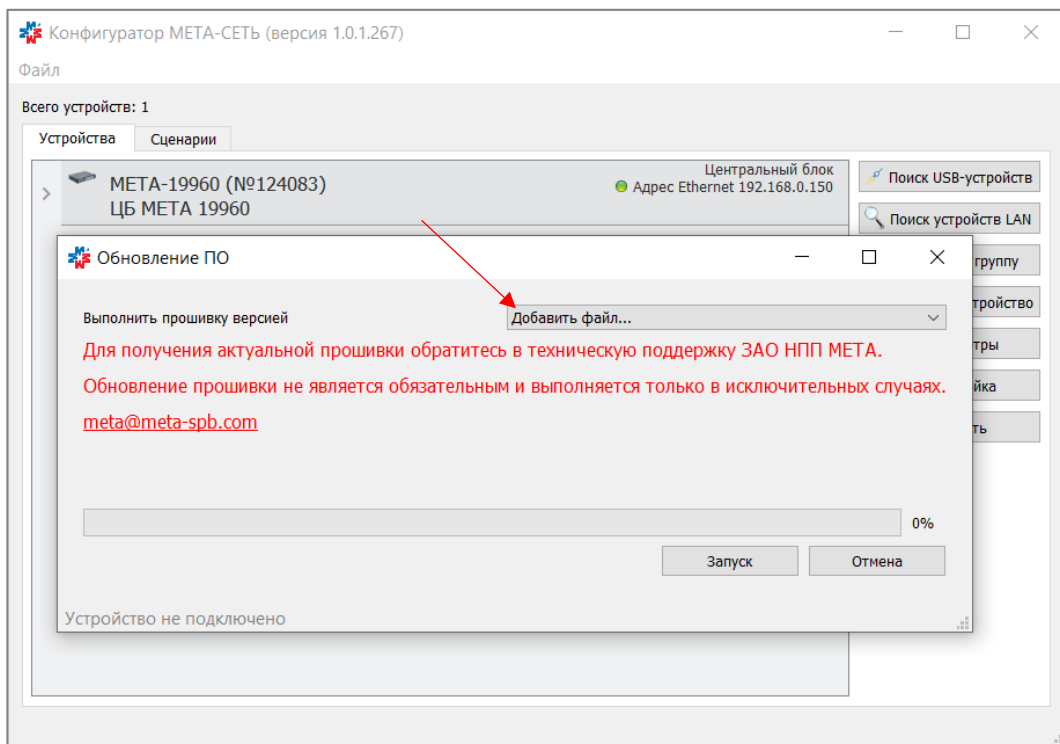 Конфигуратор МЕТА-СЕТЬ (версия 1.0.1.267)
Файл
Всего устройств: 1
Устройства
Сценарии
МЕТА-19960 (№124083)
ЦБ МЕТА 19960
Центральный блок
Адрес Ethernet 192.168.0.150
Поиск USB-устройств
Поиск устройств LAN
группу
тройство
тры
йка
ть
Обновление ПО
Выполнить прошивку версией
Добавить файл...
Для получения актуальной прошивки обратитесь в техническую поддержку ЗАО НПП МЕТА.
Обновление прошивки не является обязательным и выполняется только в исключительных случаях.
meta@meta-spb.com
0%
Запуск
Отмена
Устройство не подключено